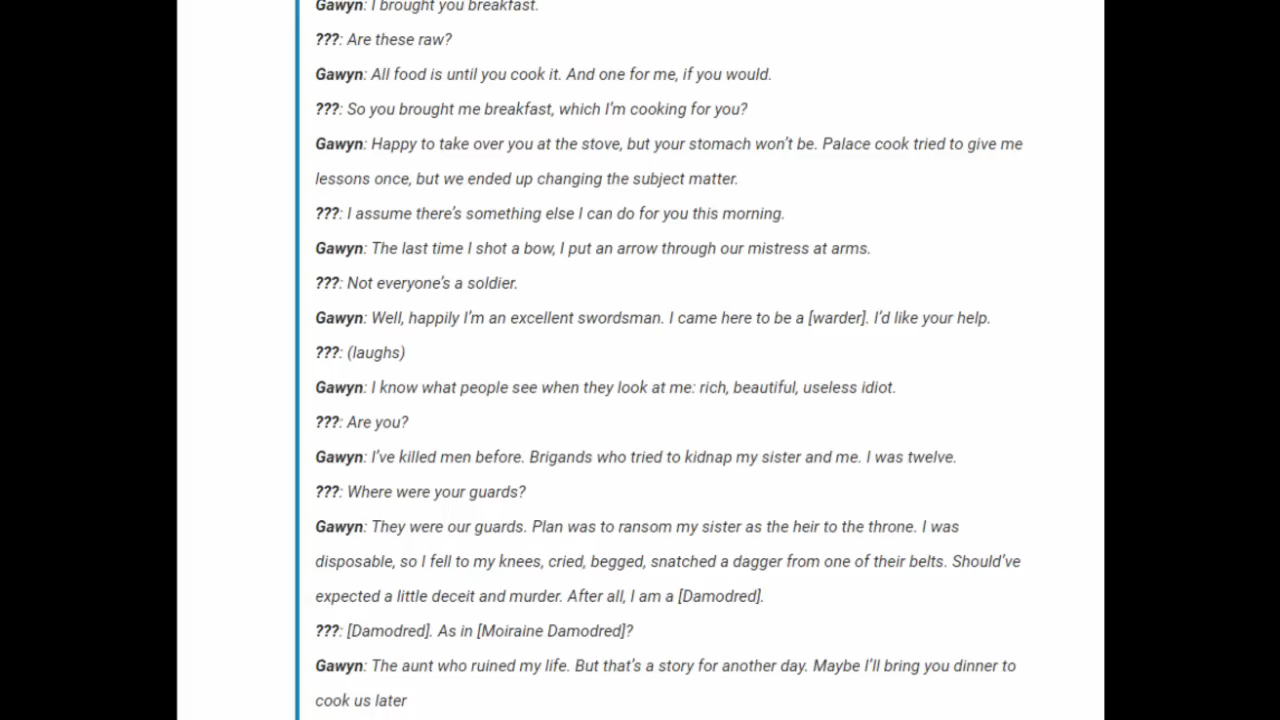 Gawyn: I brought you breakfast.
???: Are these raw?
Gawyn: All food is until you cook it. And one for me, if you would.
???: So you brought me breakfast, which I'm cooking for you?
Gawyn: Happy to take over you at the stove, but your stomach won't be. Palace cook tried to give me
lessons once, but we ended up changing the subject matter.
???: I assume there's something else I can do for you this morning.
Gawyn: The last time I shot a bow, I put an arrow through our mistress at arms.
???: Not everyone's a soldier.
Gawyn: Well, happily I'm an excellent swordsman. I came here to be a [warder]. I'd like your help.
???: (laughs)
Gawyn: I know what people see when they look at me: rich, beautiful, useless idiot.
???: Are you?
Gawyn: I've killed men before. Brigands who tried to kidnap my sister and me. I was twelve.
???: Where were your guards?
Gawyn: They were our guards. Plan was to ransom my sister as the heir to the throne. I was
disposable, so I fell to my knees, cried, begged, snatched a dagger from one of their belts. Should've
expected a little deceit and murder. After all, I am a [Damodred].
???: [Damodred]. As in [Moiraine Damodred]?
Gawyn: The aunt who ruined my life. But that's a story for another day. Maybe I'll bring you dinner to
cook us later